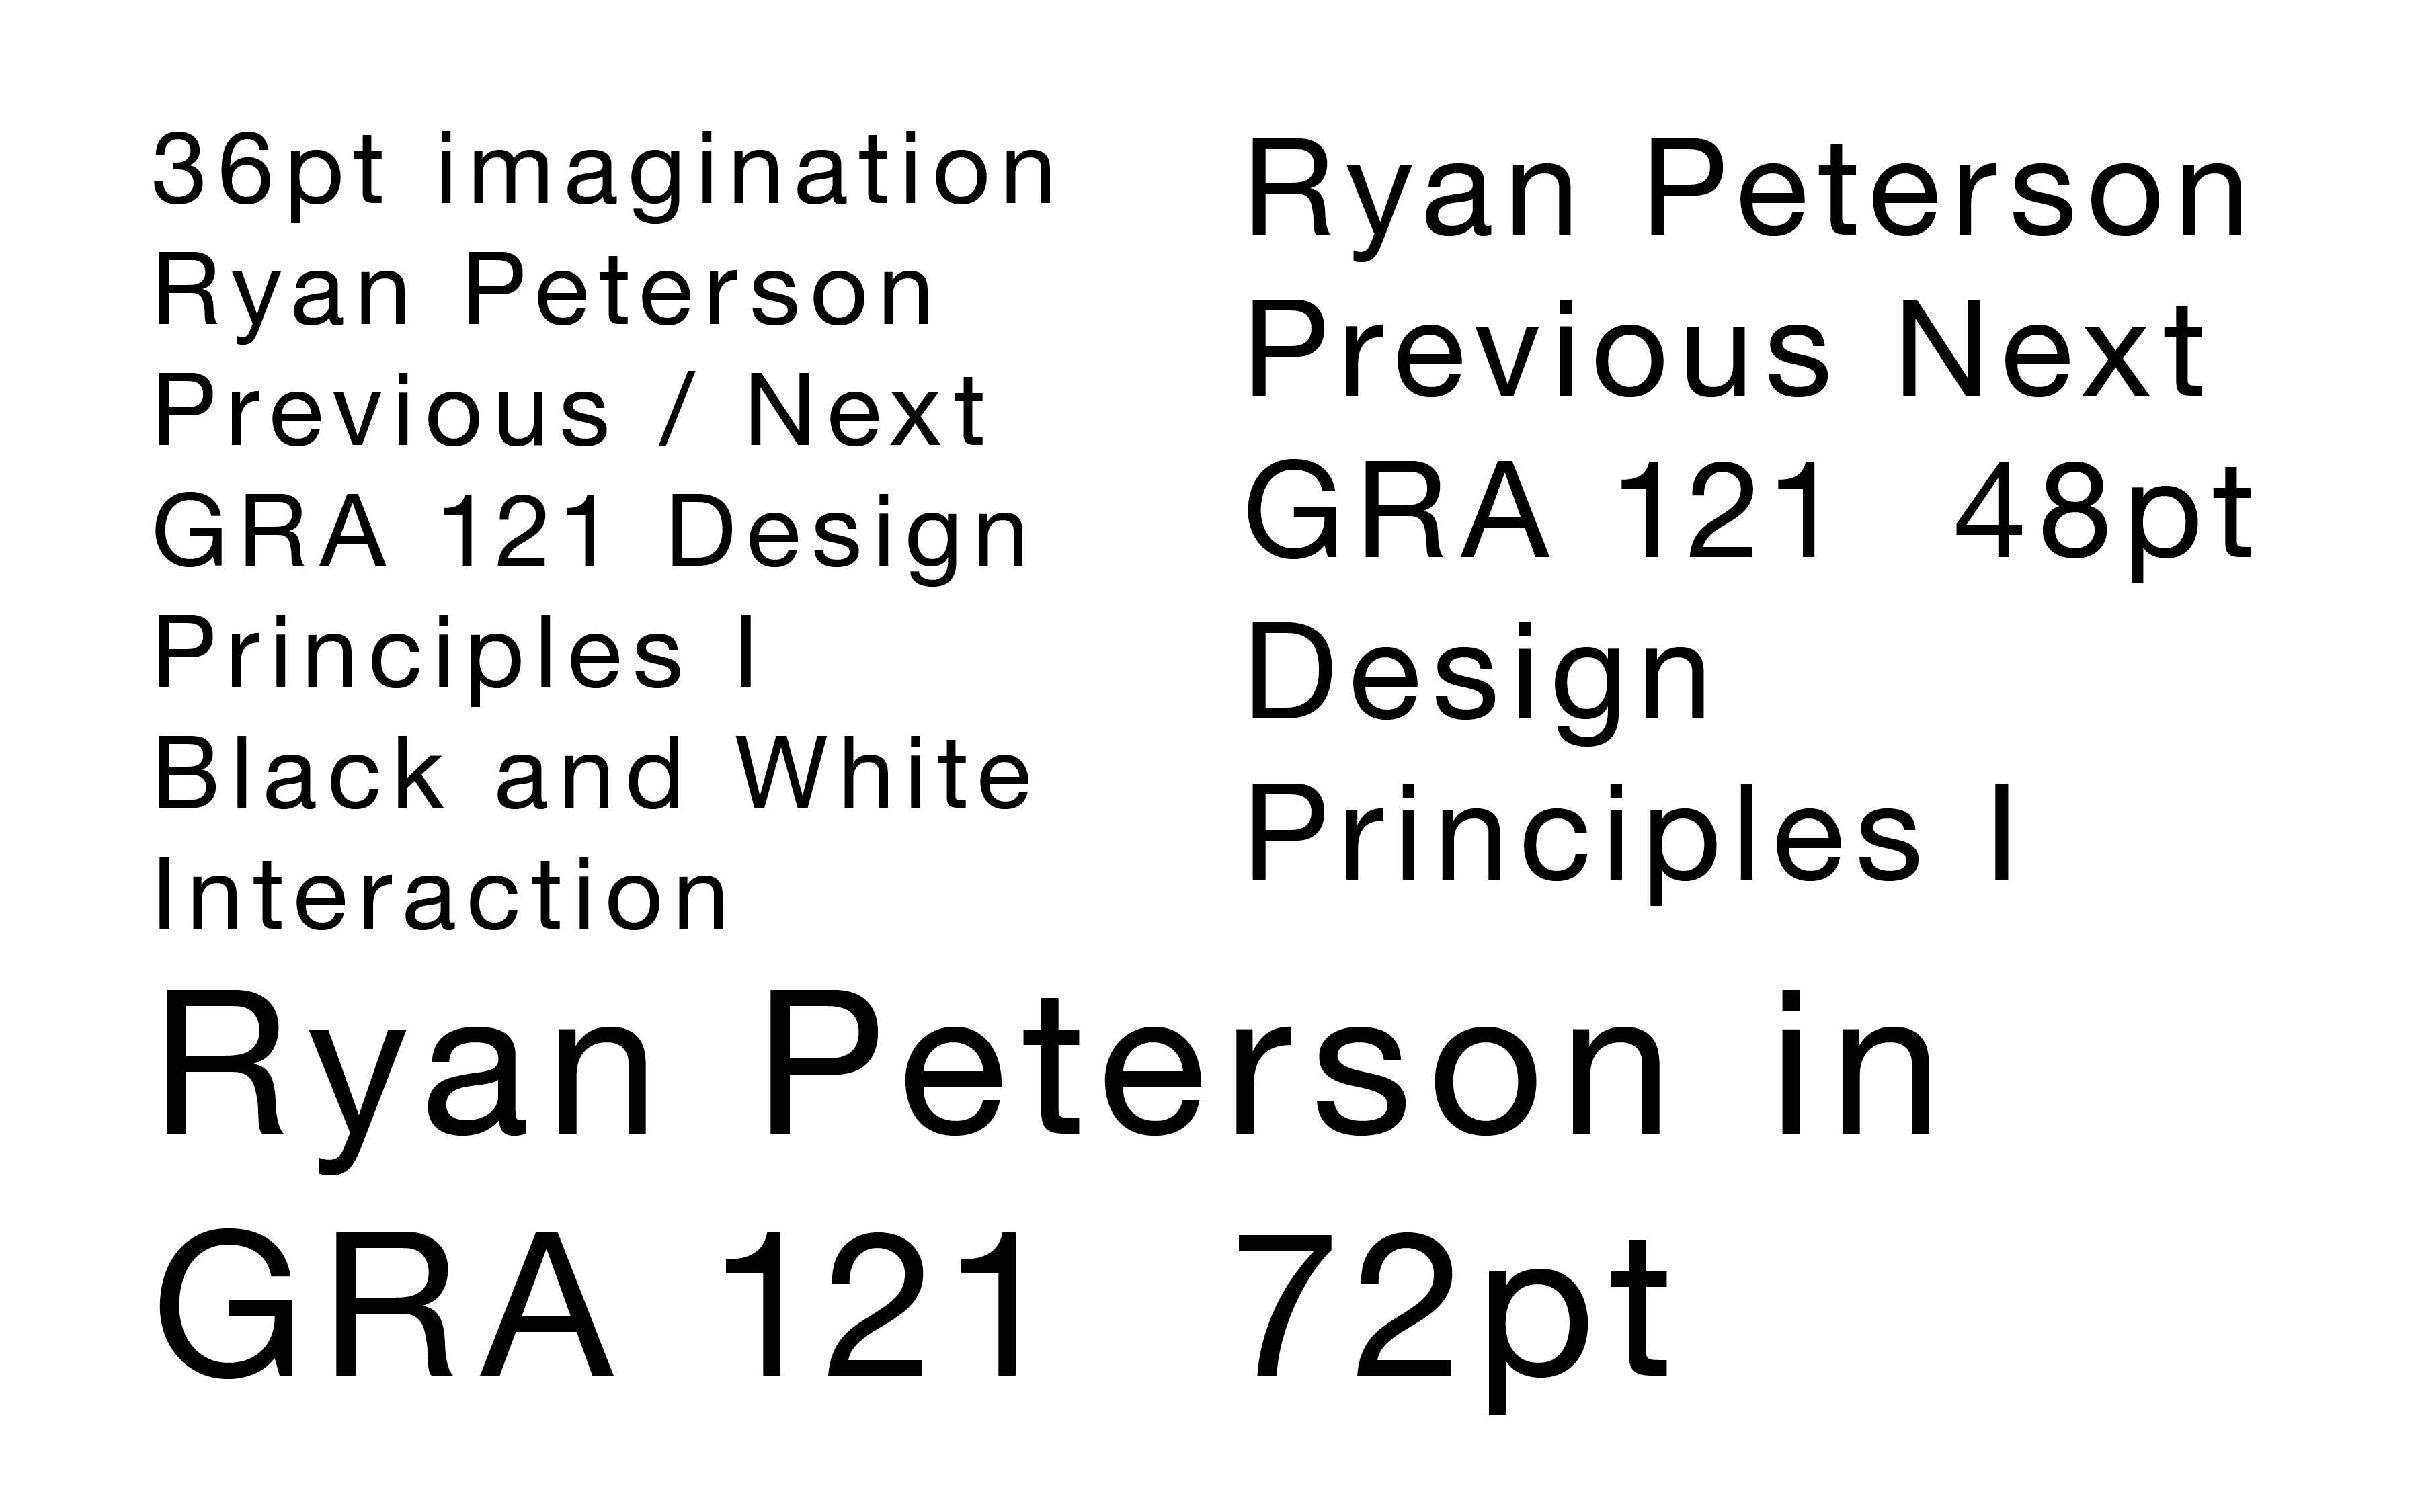 36pt imagination
Ryan Peterson
Previous / Next
GRA 121 Design
Principles I
Black and White
Interaction
Ryan Peterson
Previous Next
GRA 121 48pt
Design
Principles I
Ryan Peterson in
GRA 121 72pt